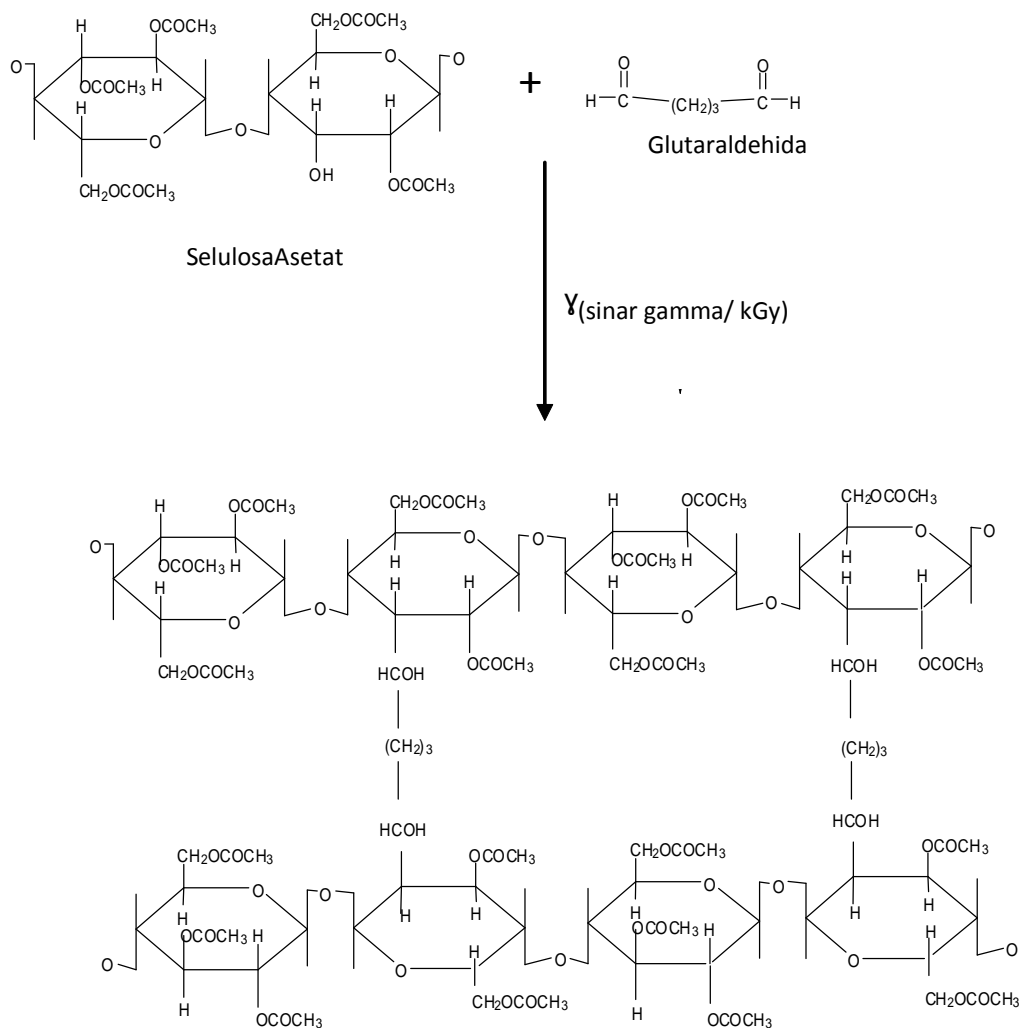 H OCOCH3 CH2OCOCH3
O O O
OCOCH3 H H H H
H
O O
CH2OCOCH3 OH OCOCH3
+
O O
H C (CH2)3 C H
Glutaraldehida
SelulosaAsetat
ɣ(sinar gamma/ kGy)
H OCOCH3 CH2OCOCH3 H OCOCH3 CH2OCOCH3
O O O O O
OCOCH3 H H OCOCH3 H H
H H H H H H
O O O O
CH2OCOCH3 OCOCH3 CH2OCOCH3 OCOCH3
HCOH HCOH
(CH2)3 (CH2)3
HCOH HCOH
CH2OCOCH3 OCOCH3 CH2OCOCH3 OCOCH3
O O O O
H H H H H H
OCOCH3 H OCOCH3 H
H H H H
O O O O O O
H CH2OCOCH3 H CH2OCOCH3
OCOCH3 OCOCH3